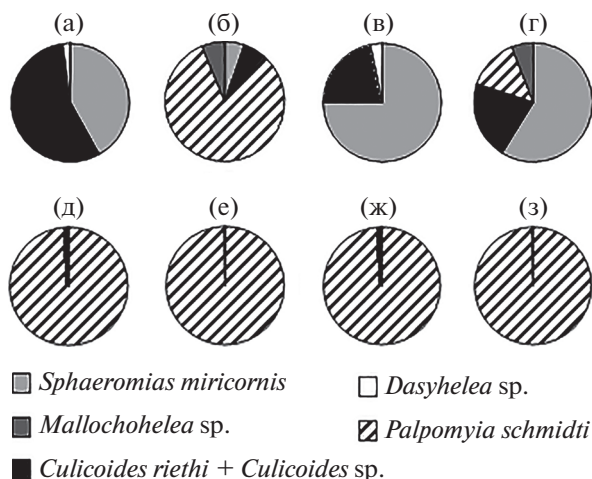 (а) (б) (в) (г)
(д) (е) (ж) (з)
Sphaeromias miricornis Dasyhelea sp.
Mallochohelea sp. Palpomyia schmidti
Culicoides riethi + Culicoides sp.